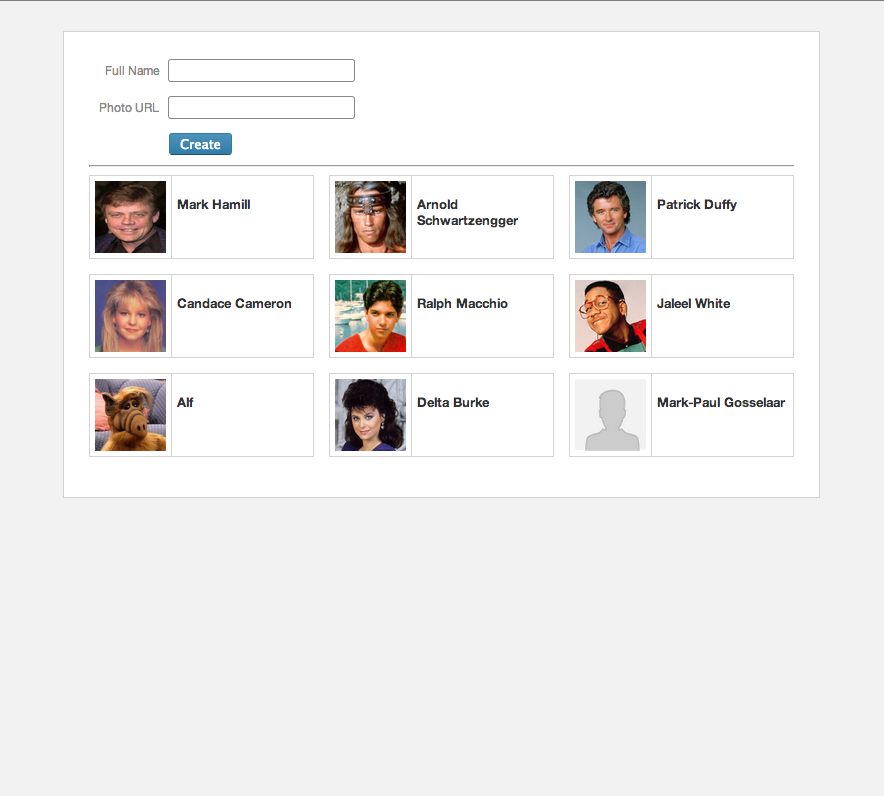 Full Name
Photo URL
Create
Mark Hamill
Arnold
Schwartzengger
Patrick Duffy
Candace Cameron
Ralph Macchio
Jaleel White
Alf
Delta Burke
Mark-Paul Gosselaar